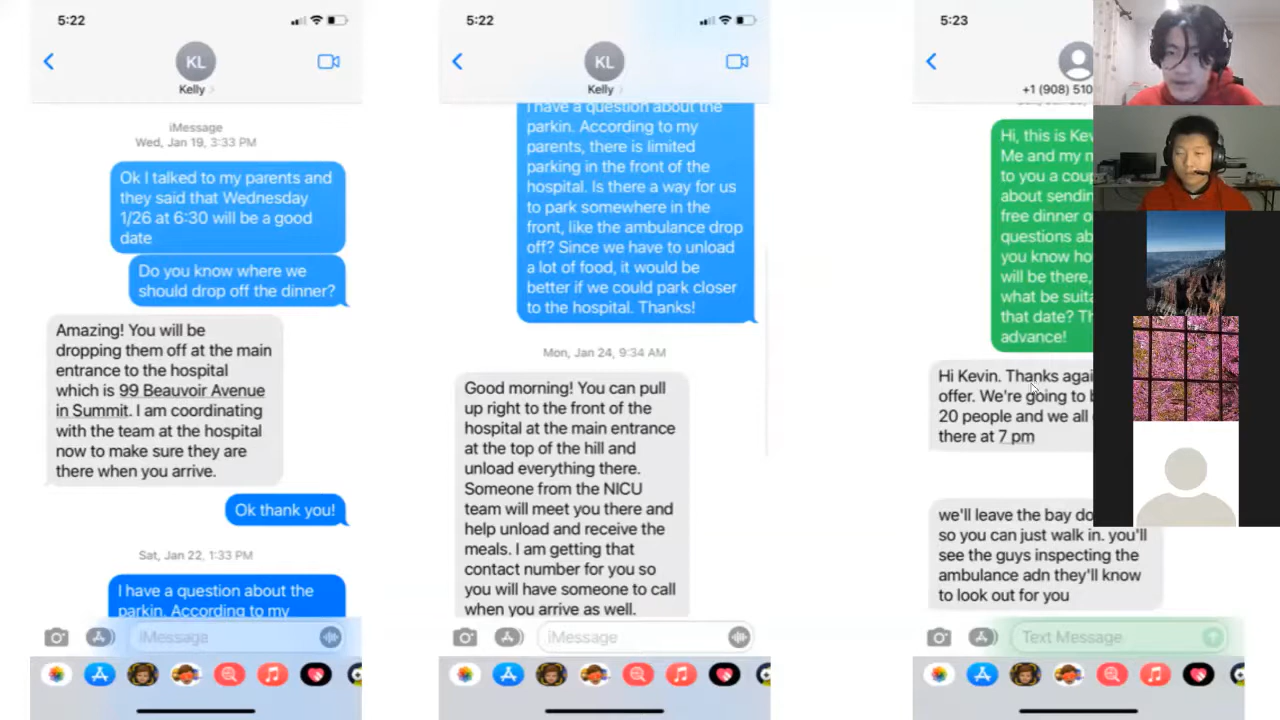 5:22
KL
Kelly
iMessage
Wed, Jan 19, 3:33 PM
Ok I talked to my parents and
they said that Wednesday
1/26 at 6:30 will be a good
date
Do you know where we
should drop off the dinner?
Amazing! You will be
dropping them off at the main
entrance to the hospital
which is 99 Beauvoir Avenue
in Summit. I am coordinating
with the team at the hospital
now to make sure they are
there when you arrive.
Ok thank you!
Sat, Jan 22, 1:33 PM
I have a question about the
parkin. According to my
iMessage
5:22
KL
Kelly
I have a question about the
parkin. According to my
parents, there is limited
parking in the front of the
hospital. Is there a way for us
to park somewhere in the
front, like the ambulance drop
off? Since we have to unload
a lot of food, it would be
better if we could park closer
to the hospital. Thanks!
Mon, Jan 24, 9:34 AM
Good morning! You can pull
up right to the front of the
hospital at the main entrance
at the top of the hill and
unload everything there.
Someone from the NICU
team will meet you there and
help unload and receive the
meals. I am getting that
contact number for you so
you will have someone to call
when you arrive as well.
iMessage
5:23
+1 (908) 510
Hi, this is
Me and my
to you a
about
free dinner
questions
you know
will be there,
what be
that date?
advance!
Hi Kevin. Thanks
offer. We're going to
20 people and we all
there at 7 pm
we'll leave the bay
so you can just walk in. you'll
see the guys inspecting the
ambulance adn they'll know
to look out for you
Text Message